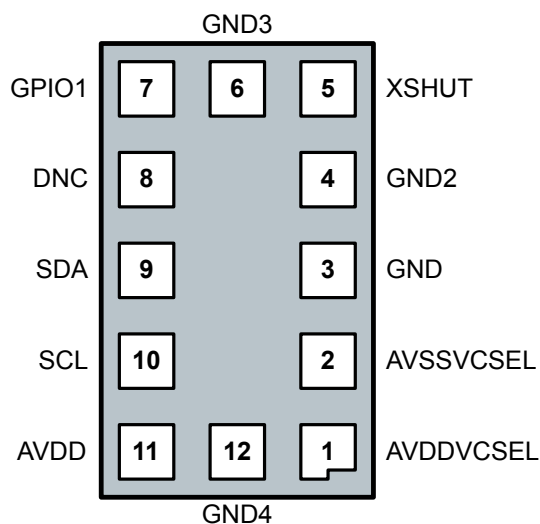 GND3
GPIO1 7 6 5 XSHUT
DNC 8 4 GND2
SDA 9 3 GND
SCL 10 2 AVSSVCSEL
AVDD 11 12 1 AVDDVCSEL
GND4